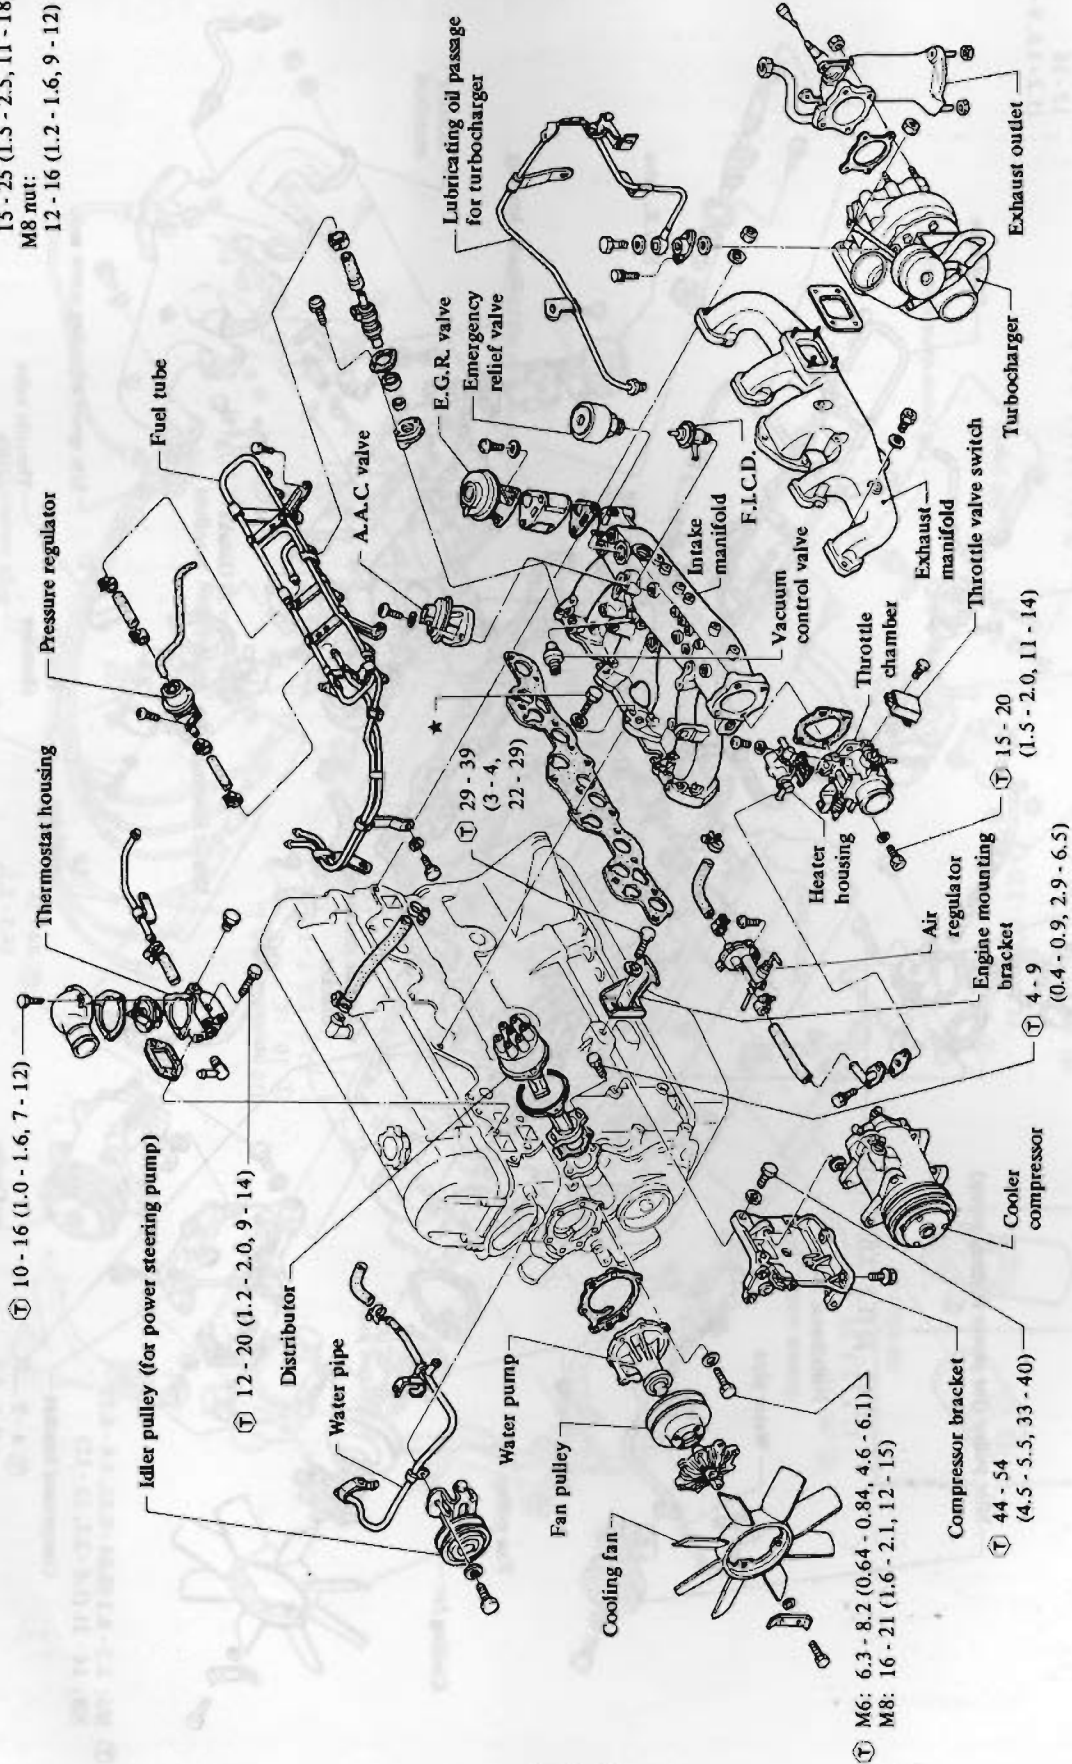 15 - 25 (1.5 - 2.5, 11 - 18
M8 nut:
12 - 16 (1.2 - 1.6, 9 - 12)
Ⓣ 10 - 16 (1.0 - 1.6, 7 - 12)
Thermostat housing
Pressure regulator
Fuel tube
Idler pulley (for power steering pump)
Ⓣ 12 - 20 (1.2 - 2.0, 9 - 14)
Distributor
Water pipe
A.A.C. valve
E.G.R. valve
Emergency
relief valve
Lubricating oil passage
for turbocharger
★
Ⓣ 29 - 39
(3 - 4,
22 - 29)
Water pump
Fan pulley
Cooling fan
Intake
manifold
F.I.C.D.
Vacuum
control valve
Exhaust outlet
Turbocharger
Exhaust
manifold
Throttle valve switch
Throttle
chamber
Ⓣ 15 - 20
(1.5 - 2.0, 11 - 14)
Heater
housing
Air
regulator
Engine mounting
bracket
Ⓣ 4 - 9
(0.4 - 0.9, 2.9 - 6.5)
Cooler
compressor
Compressor bracket
Ⓣ 44 - 54
(4.5 - 5.5, 33 - 40)
Ⓣ M6: 6.3 - 8.2 (0.64 - 0.84, 4.6 - 6.1)
M8: 16 - 21 (1.6 - 2.1, 12 - 15)